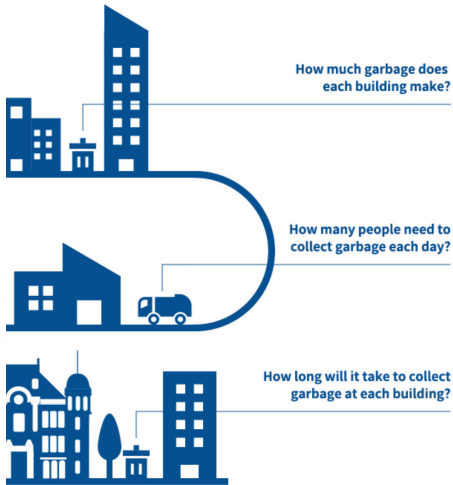 How much garbage does
each building make?
How many people need to
collect garbage each day?
How long will it take to collect
garbage at each building?